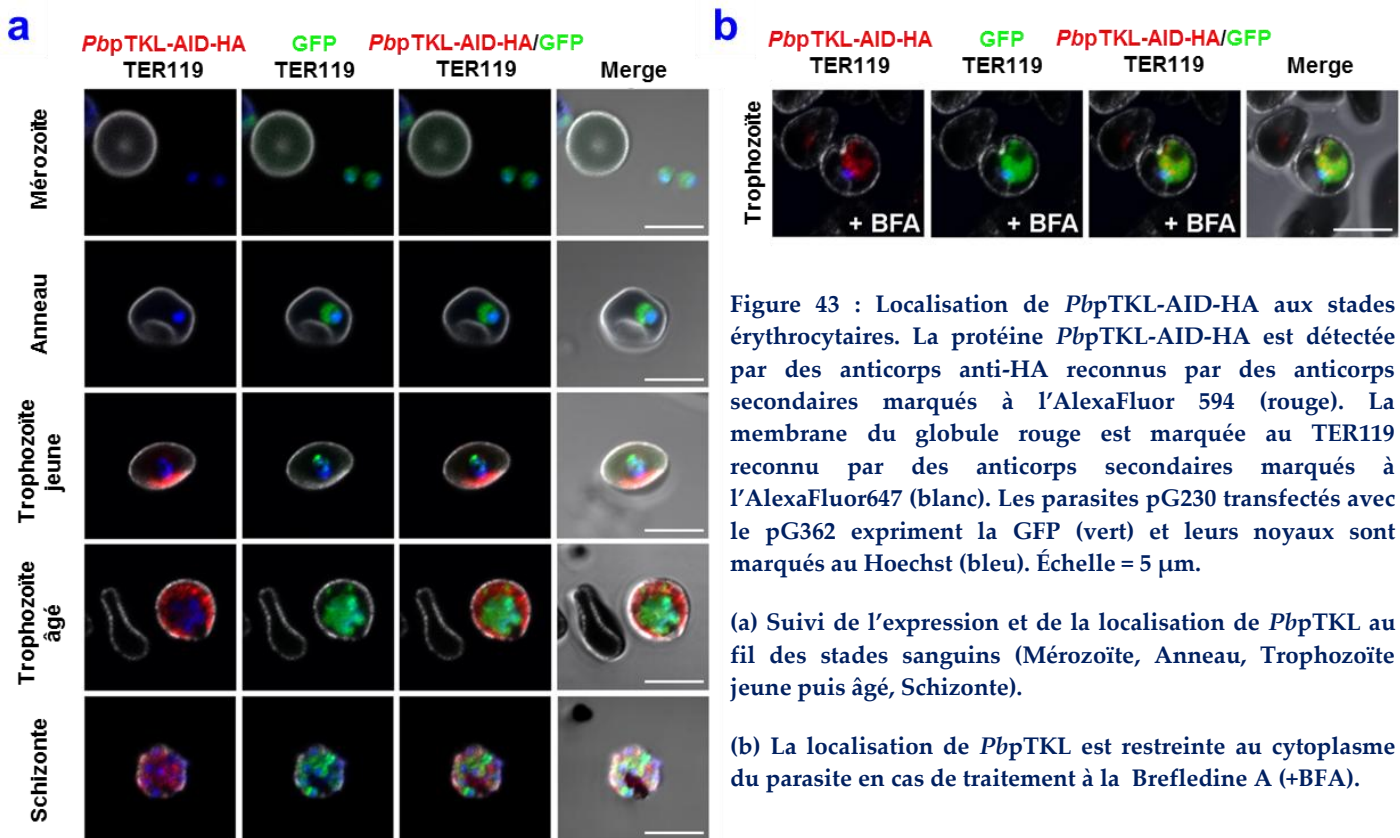 a
PbpTKL-AID-HA GFP PbpTKL-AID-HA/GFP
TER119 TER119 TER119 Merge
Mérozoïte
Anneau
Trophozoïte
jeune
Trophozoïte
âgé
Schizonte
b
PbpTKL-AID-HA GFP PbpTKL-AID-HA/GFP
TER119 TER119 TER119 Merge
Trophozoïte
+ BFA + BFA + BFA
Figure 43 : Localisation de PbpTKL-AID-HA aux stades
érythrocytaires. La protéine PbpTKL-AID-HA est détectée
par des anticorps anti-HA reconnus par des anticorps
secondaires marqués à l'AlexaFluor 594 (rouge). La
membrane du globule rouge est marquée au TER119
reconnu par des anticorps secondaires marqués à
l'AlexaFluor647 (blanc). Les parasites pG230 transfectés avec
le pG362 expriment la GFP (vert) et leurs noyaux sont
marqués au Hoechst (bleu). Échelle = 5 µm.
(a) Suivi de l'expression et de la localisation de PbpTKL au
fil des stades sanguins (Mérozoïte, Anneau, Trophozoïte
jeune puis âgé, Schizonte).
(b) La localisation de PbpTKL est restreinte au cytoplasme
du parasite en cas de traitement à la Brefledine A (+BFA).